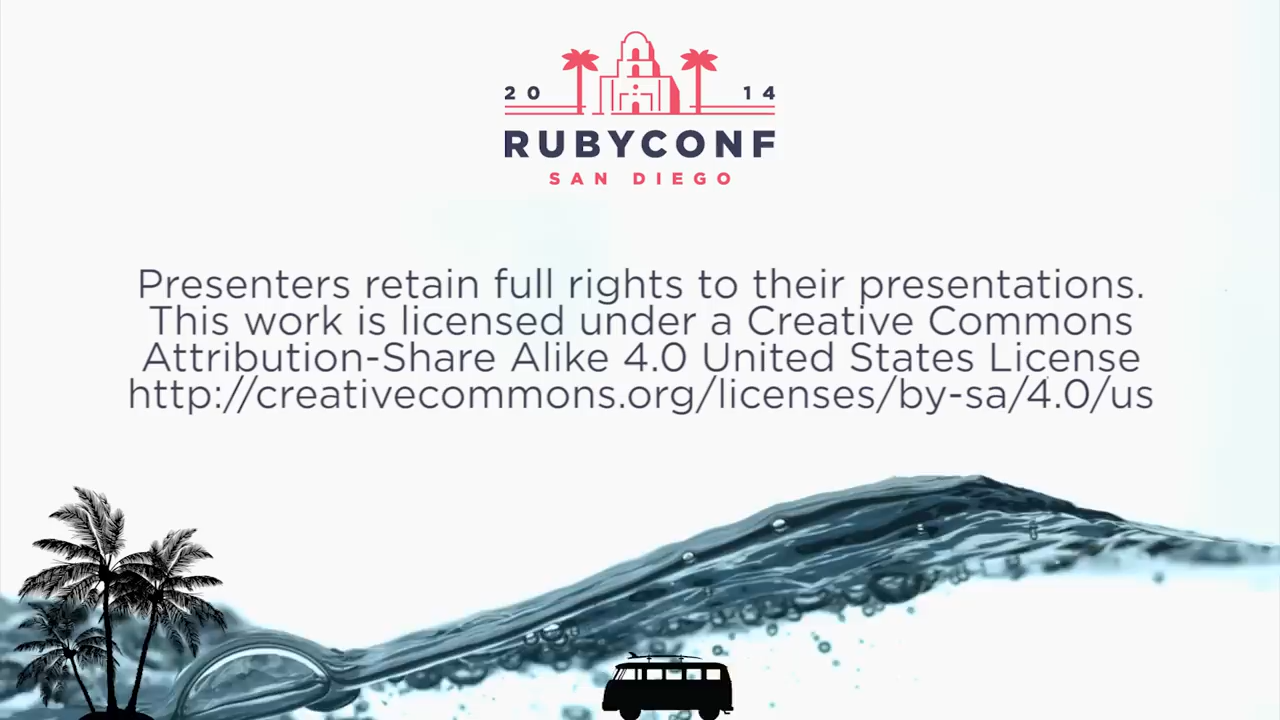 20 14
RUBYCONF
SAN DIEGO
Presenters retain full rights to their presentations.
This work is licensed under a Creative Commons
Attribution-Share Alike 4.0 United States License
http://creativecommons.org/licenses/by-sa/4.0/us